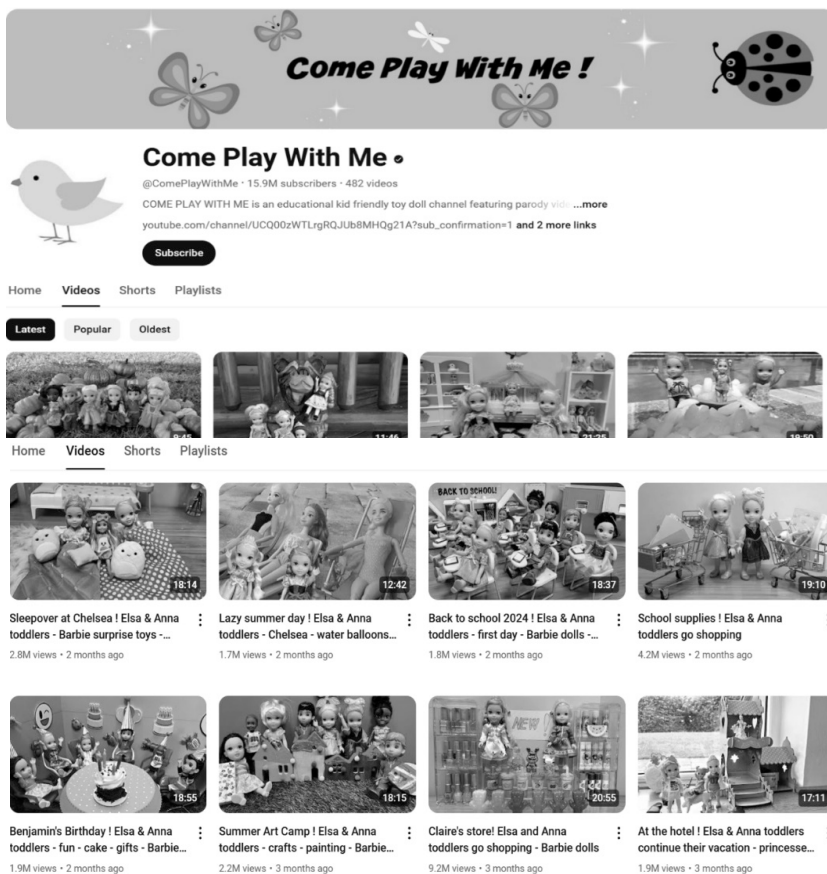 Come Play With Me !
Come Play With Me
@ComePlayWithMe • 15.9M subscribers • 482 videos
COME PLAY WITH ME is an educational kid friendly toy doll channel featuring parody ...more
youtube.com/channel/UCQ00zWTLrgRQJUb8MHQg21A?sub_confirmation=1 and 2 more links
Subscribe
Home Videos Shorts Playlists
Latest Popular Oldest
9:45 11:46 21:25 19:50
Home Videos Shorts Playlists
BACK TO SCHOOL!
18:14 12:42 18:37 19:10
Sleepover at Chelsea ! Elsa & Anna
toddlers - Barbie surprise toys -...
2.8M views • 2 months ago
Lazy summer day ! Elsa & Anna
toddlers - Chelsea - water balloons...
1.7M views • 2 months ago
Back to school 2024 ! Elsa & Anna
toddlers - first day - Barbie dolls -...
1.8M views • 2 months ago
School supplies ! Elsa & Anna
toddlers go shopping
4.2M views • 2 months ago
NEW
18:55 18:15 20:55 17:11
Benjamin's Birthday ! Elsa & Anna
toddlers - fun - cake - gifts - Barbie...
1.9M views • 2 months ago
Summer Art Camp ! Elsa & Anna
toddlers - crafts - painting - Barbie...
2.2M views • 3 months ago
Claire's store! Elsa and Anna
toddlers go shopping - Barbie dolls
9.2M views • 3 months ago
At the hotel ! Elsa & Anna toddlers
continue their vacation - princesse...
1.9M views • 3 months ago